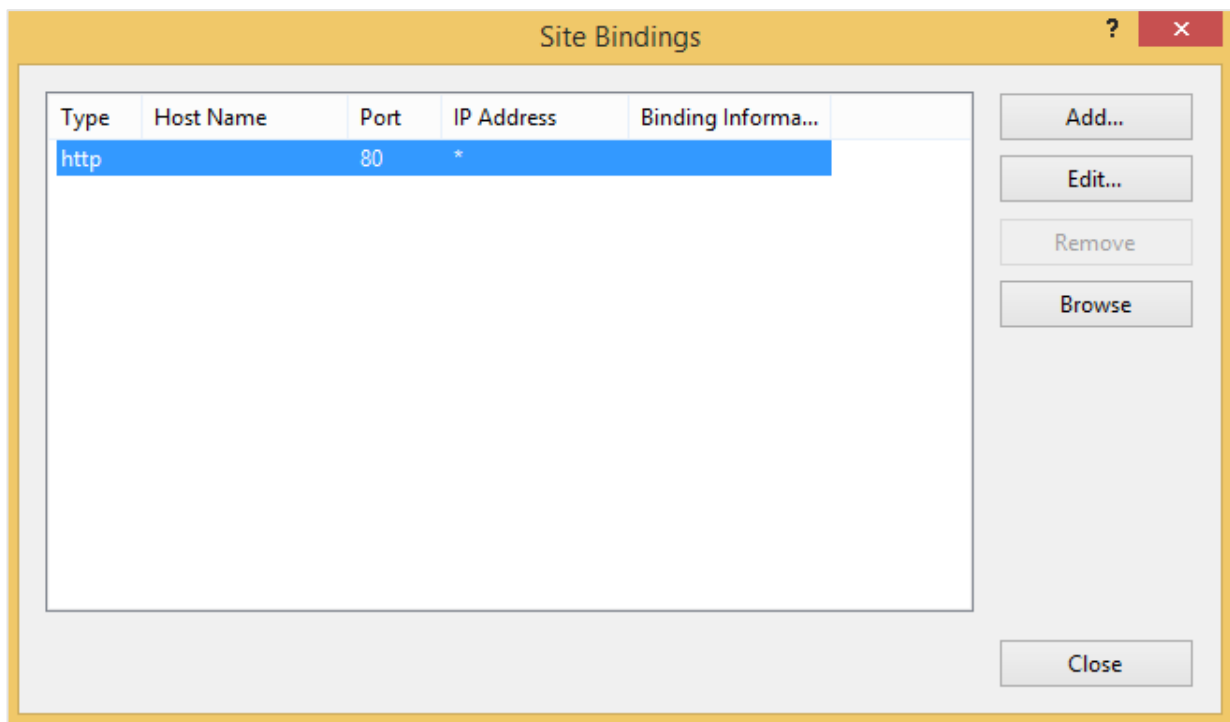 Site Bindings ?
Type Host Name Port IP Address Binding Informa... Add...
http 80 *
Edit...
Remove
Browse
Close